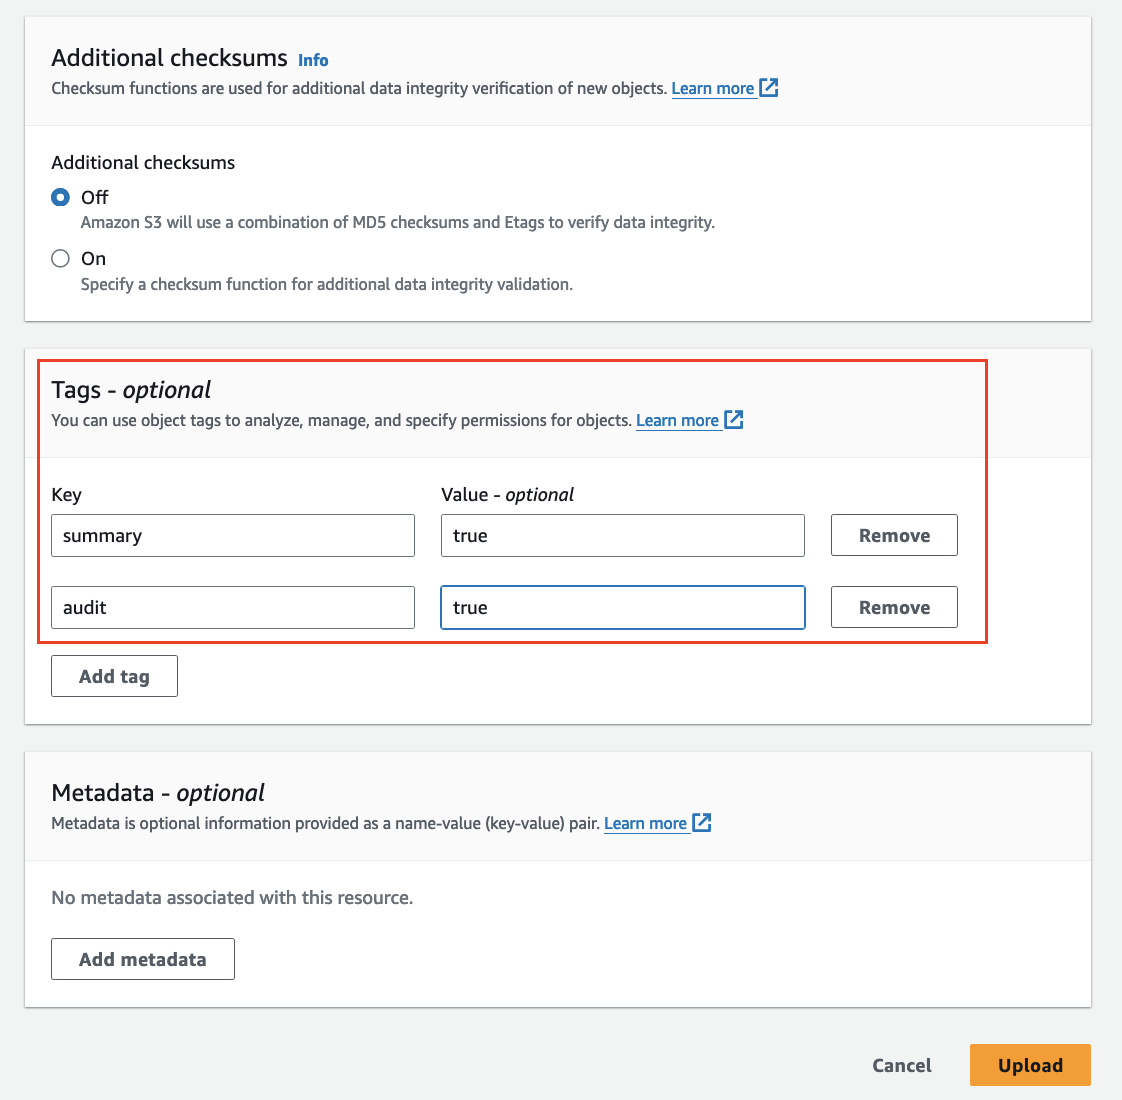 Additional checksums Info
Checksum functions are used for additional data integrity verification of new objects. Learn more
Additional checksums
Off
Amazon S3 will use a combination of MD5 checksums and Etags to verify data integrity.
On
Specify a checksum function for additional data integrity validation.
Tags - optional
You can use object tags to analyze, manage, and specify permissions for objects. Learn more
Key Value - optional
summary true Remove
audit true Remove
Add tag
Metadata - optional
Metadata is optional information provided as a name-value (key-value) pair. Learn more
No metadata associated with this resource.
Add metadata
Cancel Upload